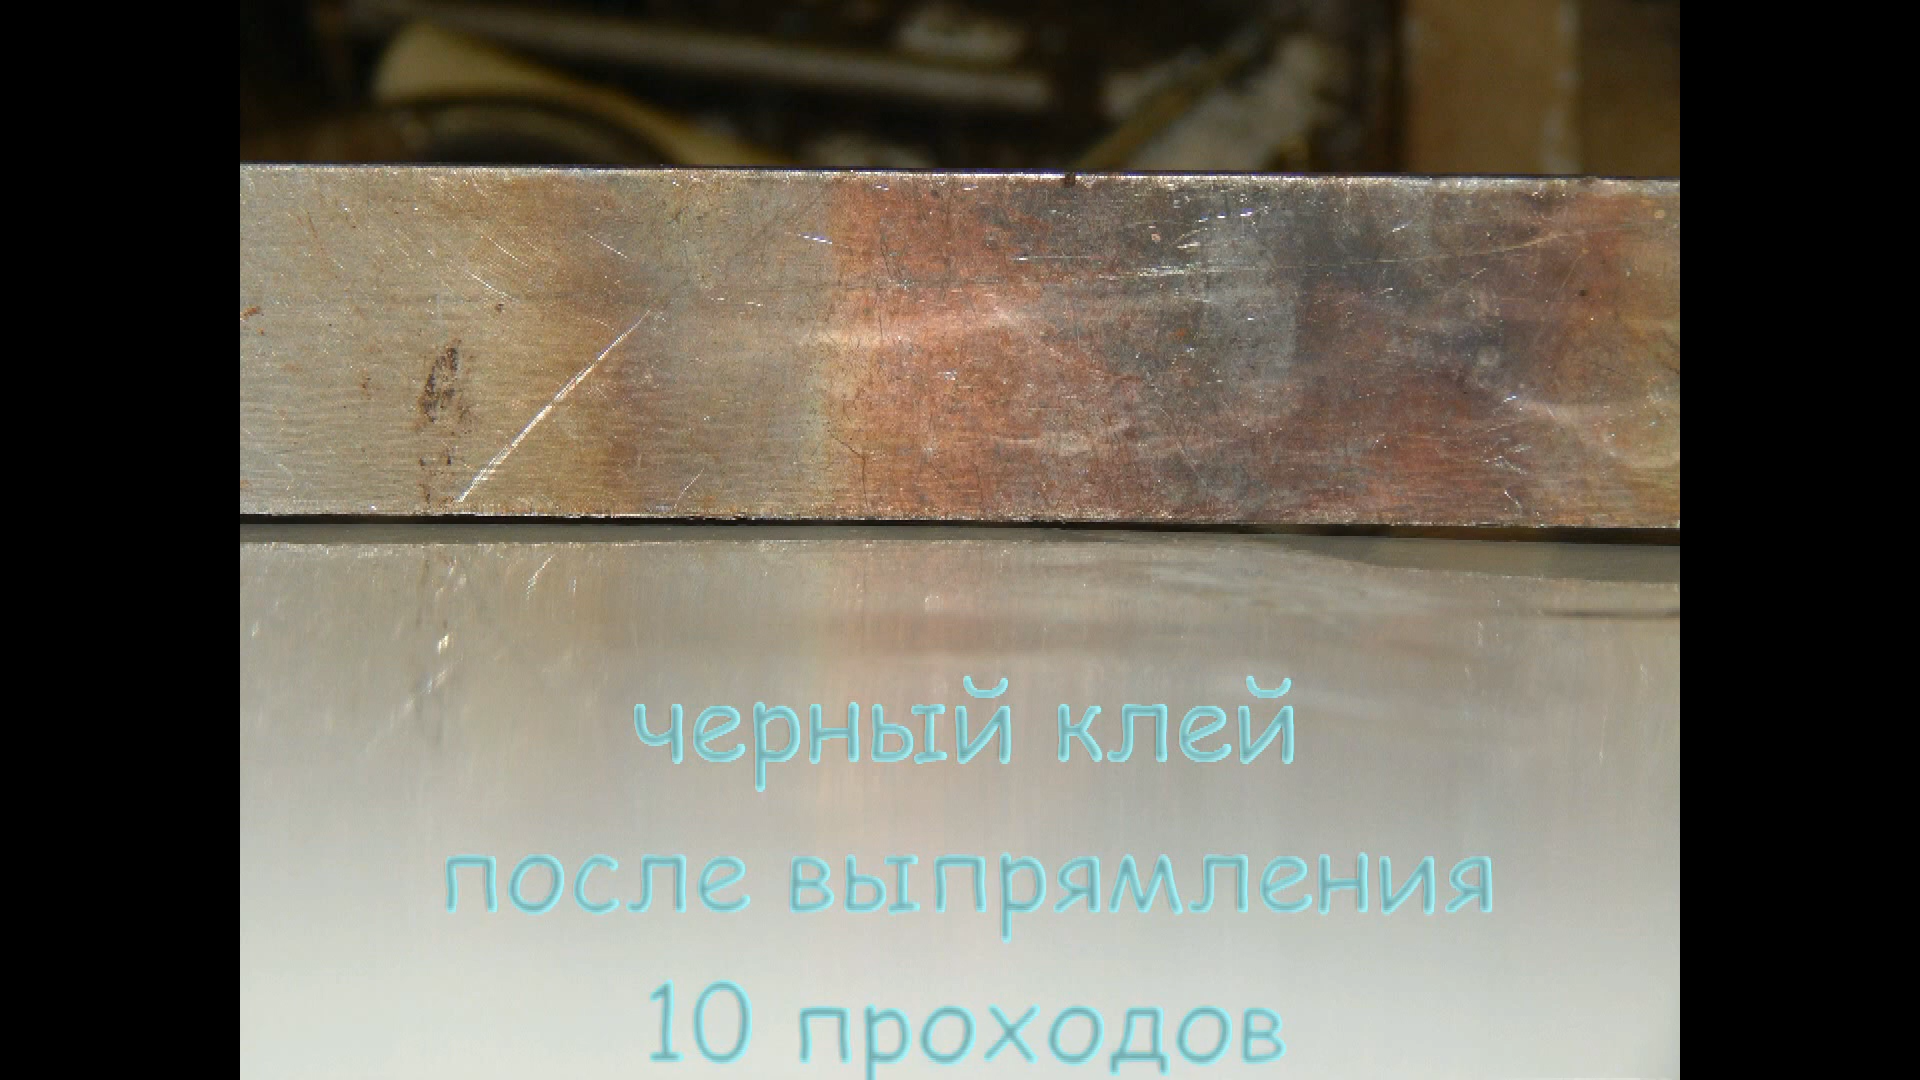 черный клей
после выпрямления
10 проходов